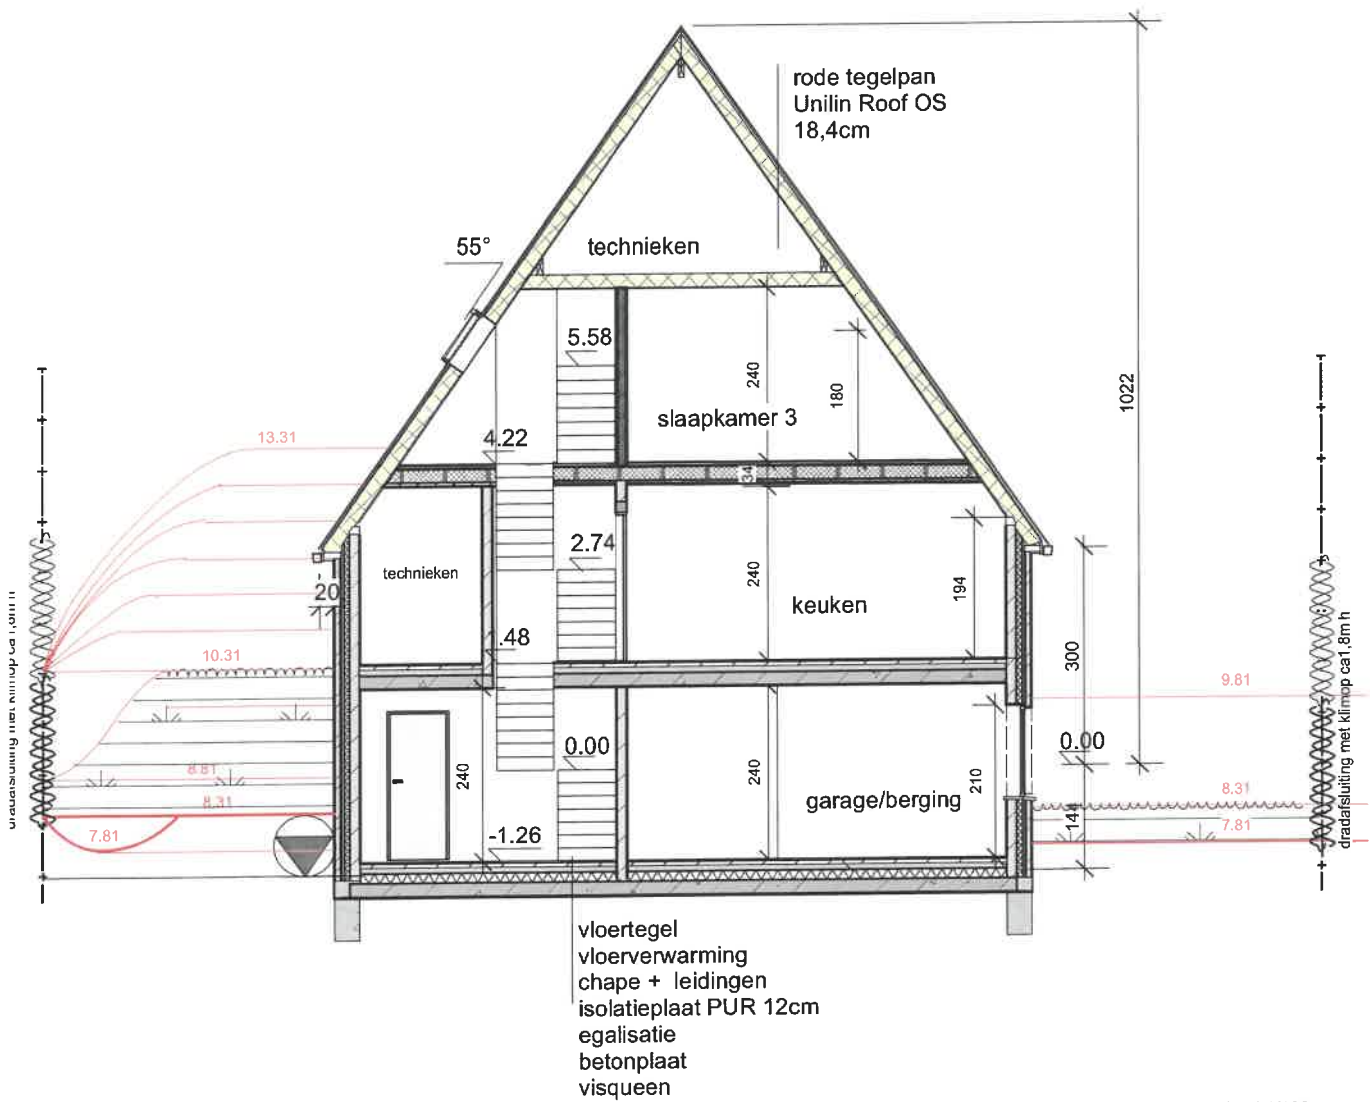 rode tegelpan
Unilin Roof OS
18,4cm
55°
technieken
5.58
240
180
1022
slaapkamer 3
13.31
4.22
34
2.74
technieken
240
194
20
keuken
.48
300
10.31
9.81
0.00
0.00
240
240
210
8.81
8.31
garage/berging
144
8.31
7.81
7.81
-1.26
dradafsluiting met klimop ca1,8m h
vloertegel
vloerverwarming
chape + leidingen
isolatieplaat PUR 12cm
egalisatie
betonplaat
visqueen